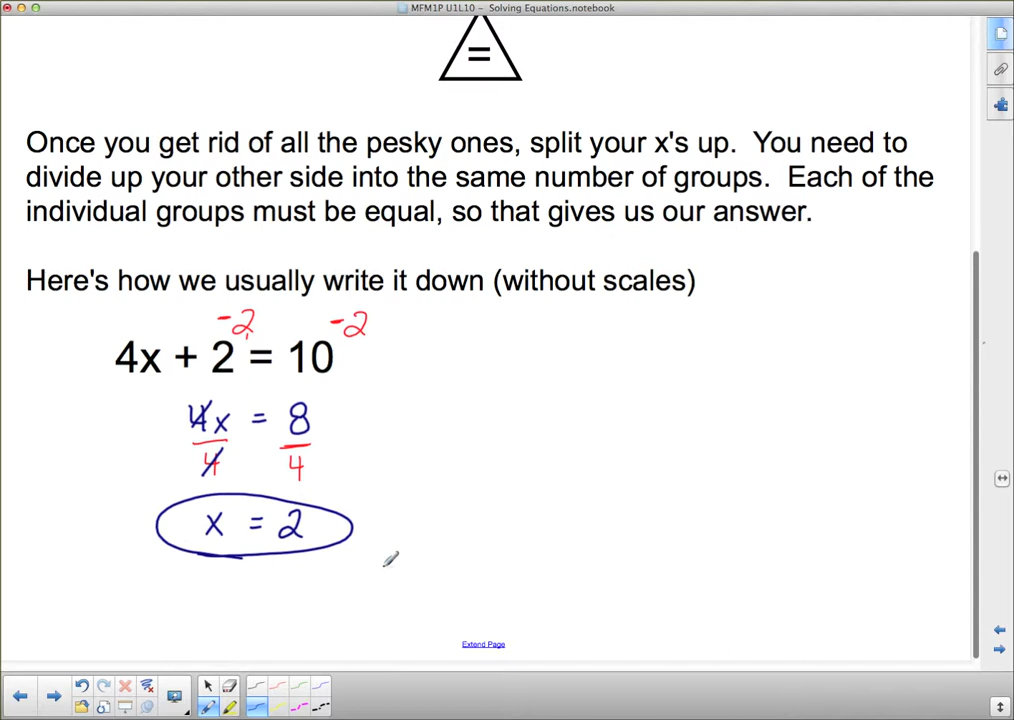 MFM1P U1L10 – Solving Equations.notebook
=
Once you get rid of all the pesky ones, split your x's up. You need to
divide up your other side into the same number of groups. Each of the
individual groups must be equal, so that gives us our answer.
Here's how we usually write it down (without scales)
-2 -2
4x + 2 = 10
4x = 8
4 4
x = 2
Extend Page